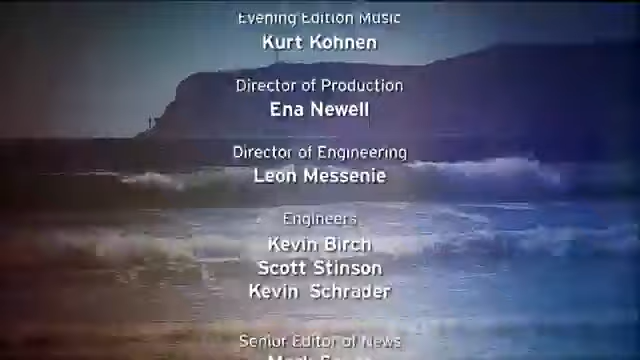 Evening Edition Music
Kurt Kohnen
Director of Production
Ena Newell
Director of Engineering
Leon Messenie
Engineers
Kevin Birch
Scott Stinson
Kevin Schrader
Senior Editor of News
Mark